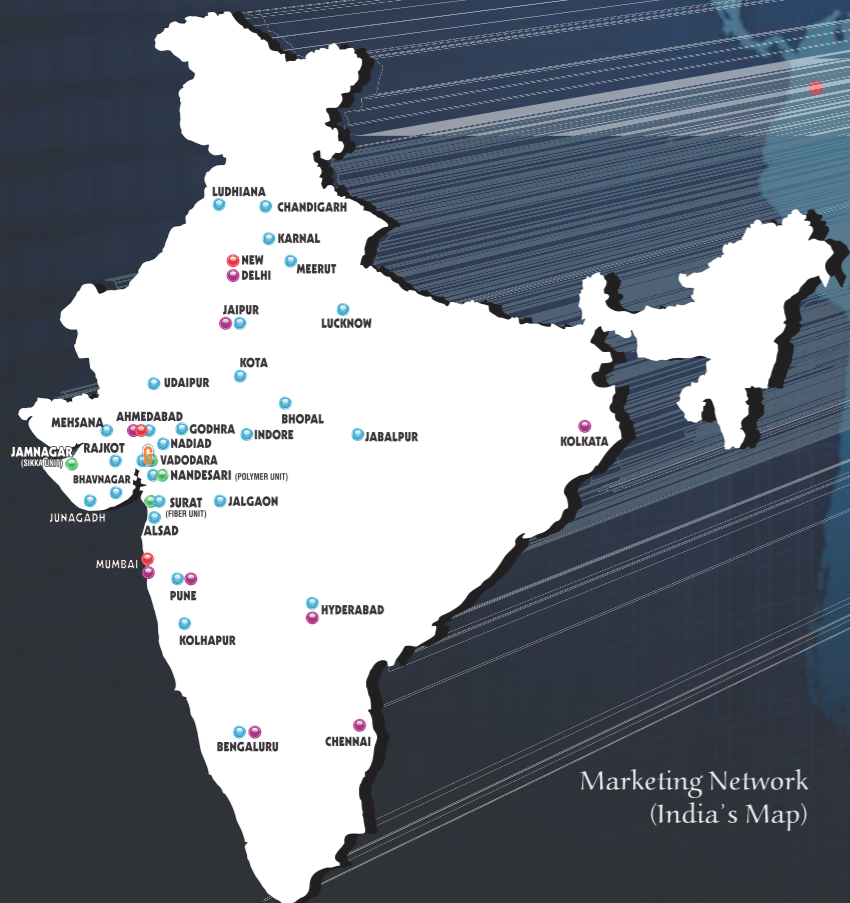 LUDHIANA
CHANDIGARH
KARNAL
NEW
DELHI
MEERUT
JAIPUR
LUCKNOW
KOTA
UDAIPUR
BHOPAL
MEHSANA
AHMEDABAD
GODHRA
INDORE
JABALPUR
KOLKATA
NADIAD
JAMNAGAR
(SIKKA UNIT)
RAJKOT
VADODARA
BHAVNAGAR
NANDESARI (POLYMER UNIT)
JUNAGADH
SURAT
(FIBER UNIT)
JALGAON
ALSAD
MUMBAI
PUNE
HYDERABAD
KOLHAPUR
BENGALURU
CHENNAI
Marketing Network
(India's Map)